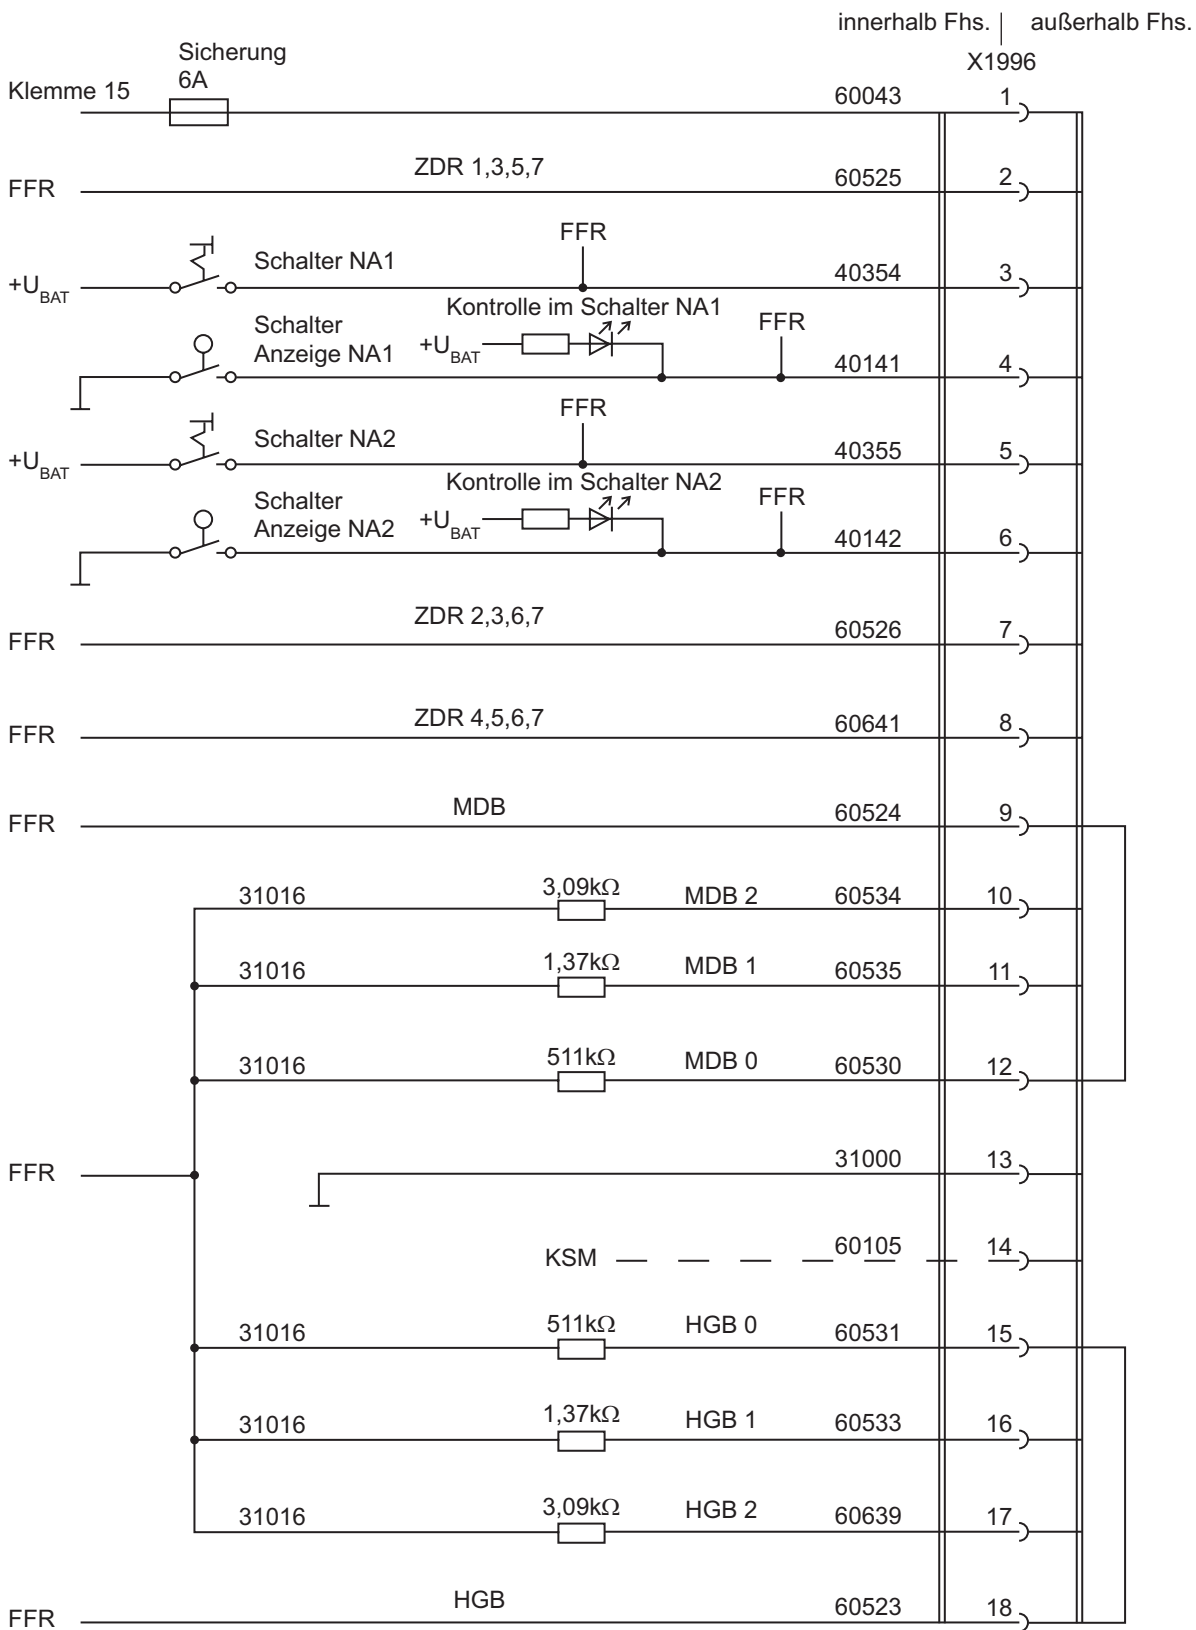 innerhalb Fhs. | außerhalb Fhs.
X1996
Sicherung
6A
Klemme 15 60043 1
FFR ZDR 1,3,5,7 60525 2
FFR
+UBAT Schalter NA1 40354 3
Kontrolle im Schalter NA1
Schalter
Anzeige NA1 +UBAT FFR
40141 4
FFR
+UBAT Schalter NA2 40355 5
Kontrolle im Schalter NA2
Schalter
Anzeige NA2 +UBAT FFR
40142 6
FFR ZDR 2,3,6,7 60526 7
FFR ZDR 4,5,6,7 60641 8
FFR MDB 60524 9
31016 3,09kΩ MDB 2 60534 10
31016 1,37kΩ MDB 1 60535 11
31016 511kΩ MDB 0 60530 12
FFR 31000 13
KSM 60105 14
31016 511kΩ HGB 0 60531 15
31016 1,37kΩ HGB 1 60533 16
31016 3,09kΩ HGB 2 60639 17
FFR HGB 60523 18